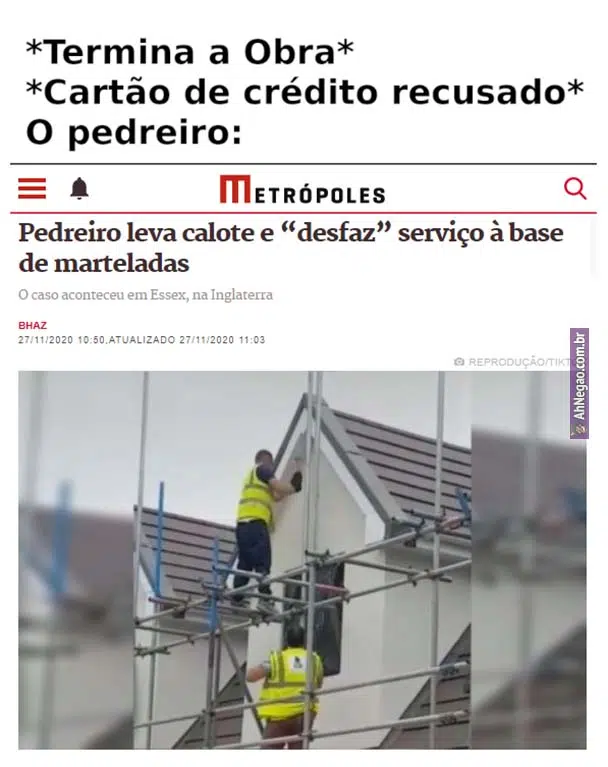 *Termina a Obra*
*Cartão de crédito recusado*
O pedreiro:
METRÓPOLES
Pedreiro leva calote e “desfaz” serviço à base
de marteladas
O caso aconteceu em Essex, na Inglaterra
BHAZ
27/11/2020 10:50,ATUALIZADO 27/11/2020 11:03
REPRODUÇÃO/TIKT
AhNegao.com.br